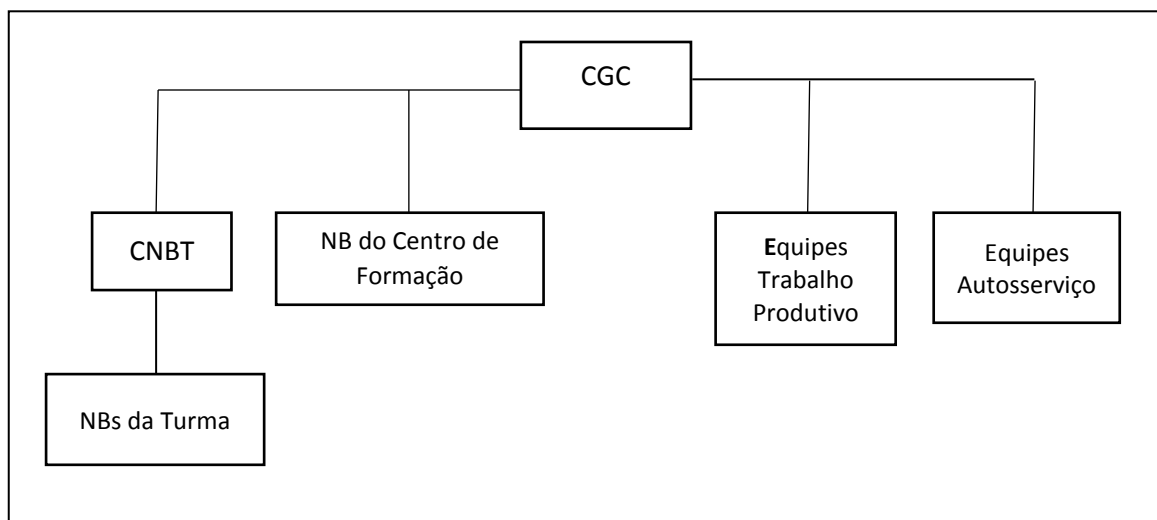 CGC
CNBT
NB do Centro de
Formação
Equipes
Trabalho
Produtivo
Equipes
Autosserviço
NBs da Turma